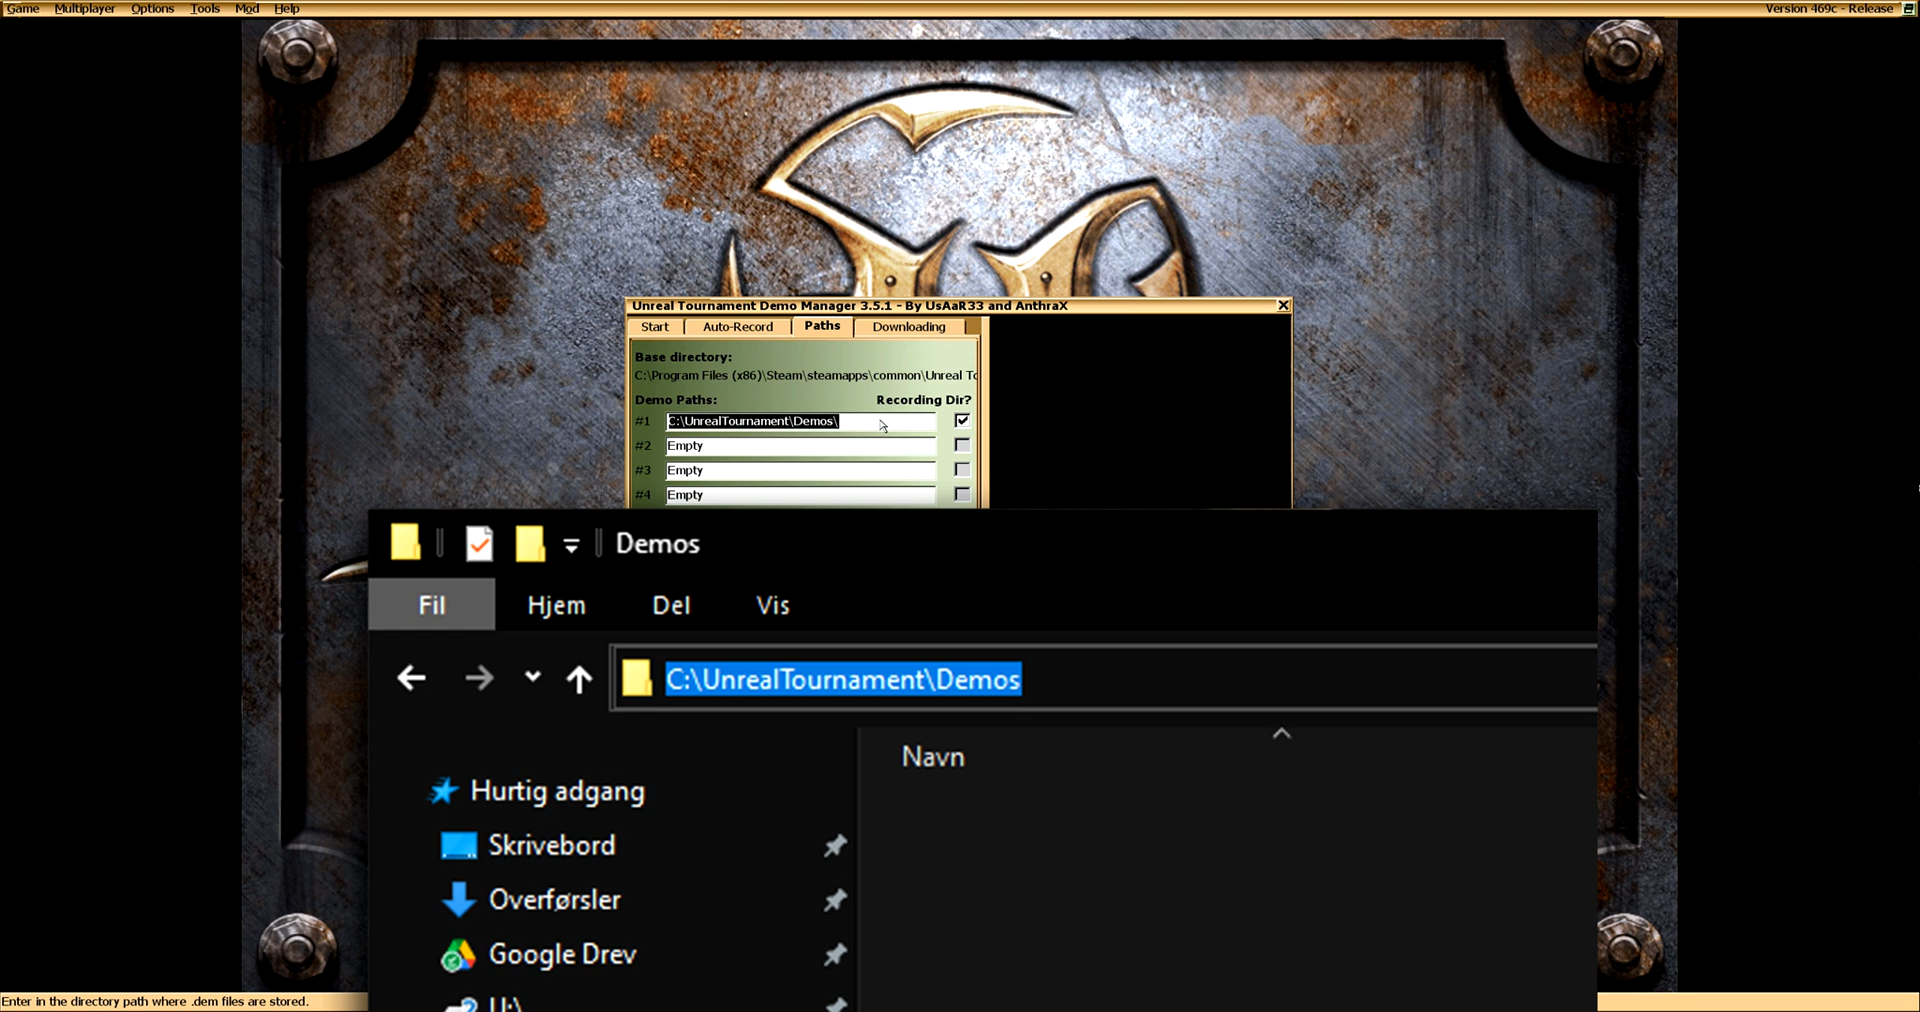 Game Multiplayer Options Tools Mod Help Version 469c - Release
Unreal Tournament Demo Manager 3.5.1 - By UsAaR33 and AnthraX
Start Auto-Record Paths Downloading
Base directory:
C:\Program Files (x86)\Steam\steamapps\common\Unreal To
Demo Paths: Recording Dir?
#1 C:\UnrealTournament\Demos\
#2 Empty
#3 Empty
#4 Empty
Demos
Fil Hjem Del Vis
C:\UnrealTournament\Demos
Navn
Hurtig adgang
Skrivebord
Overførsler
Google Drev
U:\
Enter in the directory path where .dem files are stored.